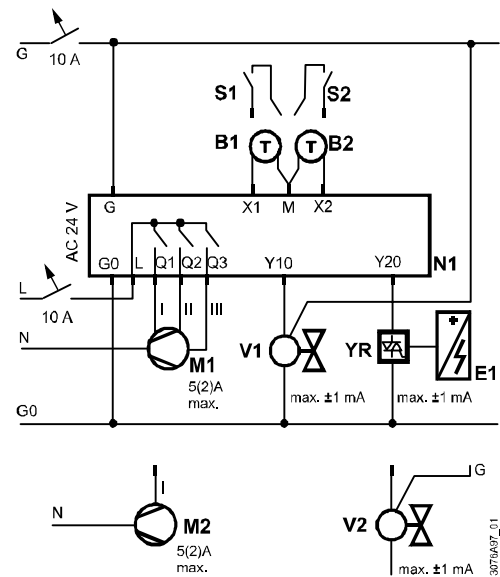 G
10 A
S1
S2
B1
B2
T
T
AC 24 V
G
X1
M
X2
G0
L
Q1
Q2
Q3
Y10
Y20
N1
L
10 A
I
II
III
N
M1
5(2)A
max.
V1
max. ±1 mA
YR
max. ±1 mA
E1
G0
I
N
M2
5(2)A
max.
G
V2
max. ±1 mA
3076A97_01